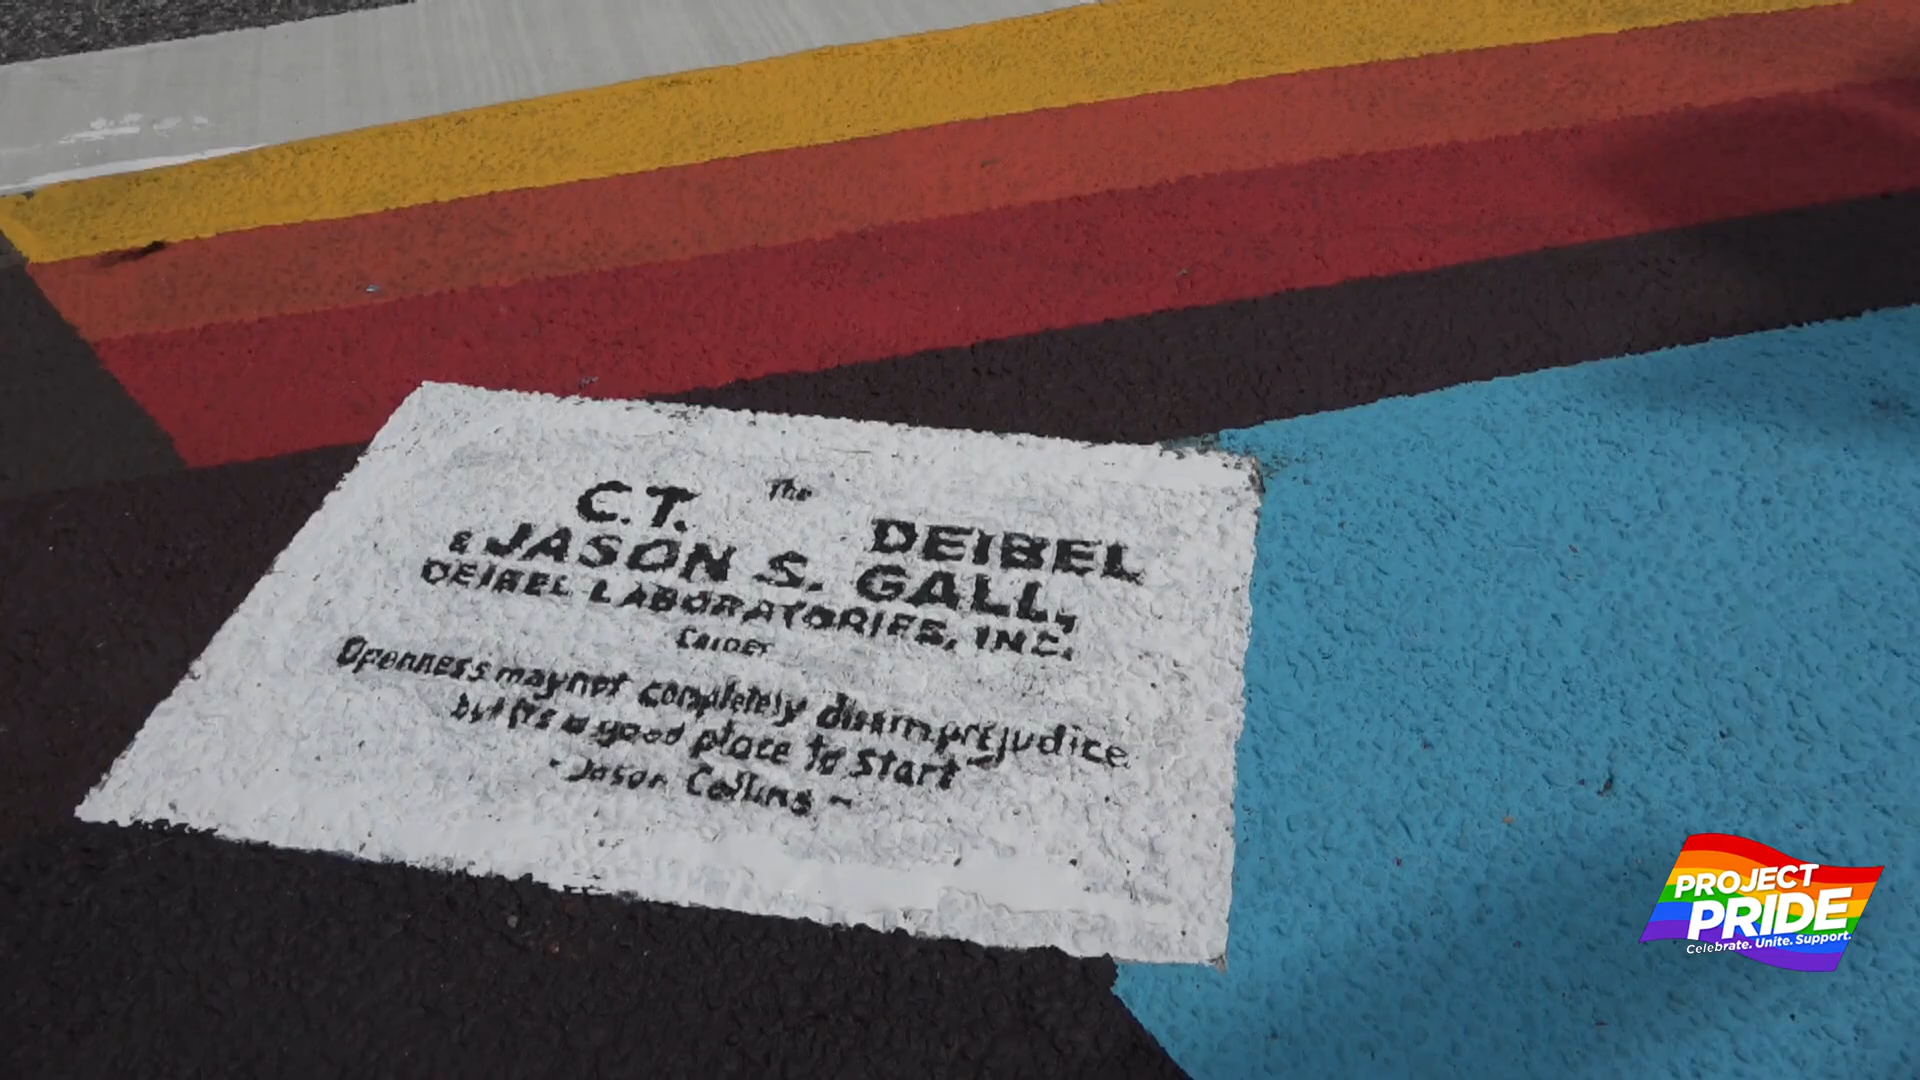 The
C.T. DEIBEL
& JASON S. GALL,
DEIBEL LABORATORIES, INC.
Corner
Openness may not completely disarm prejudice
but it's a good place to start
- Jason Collins -
PROJECT
PRIDE
Celebrate. Unite. Support.